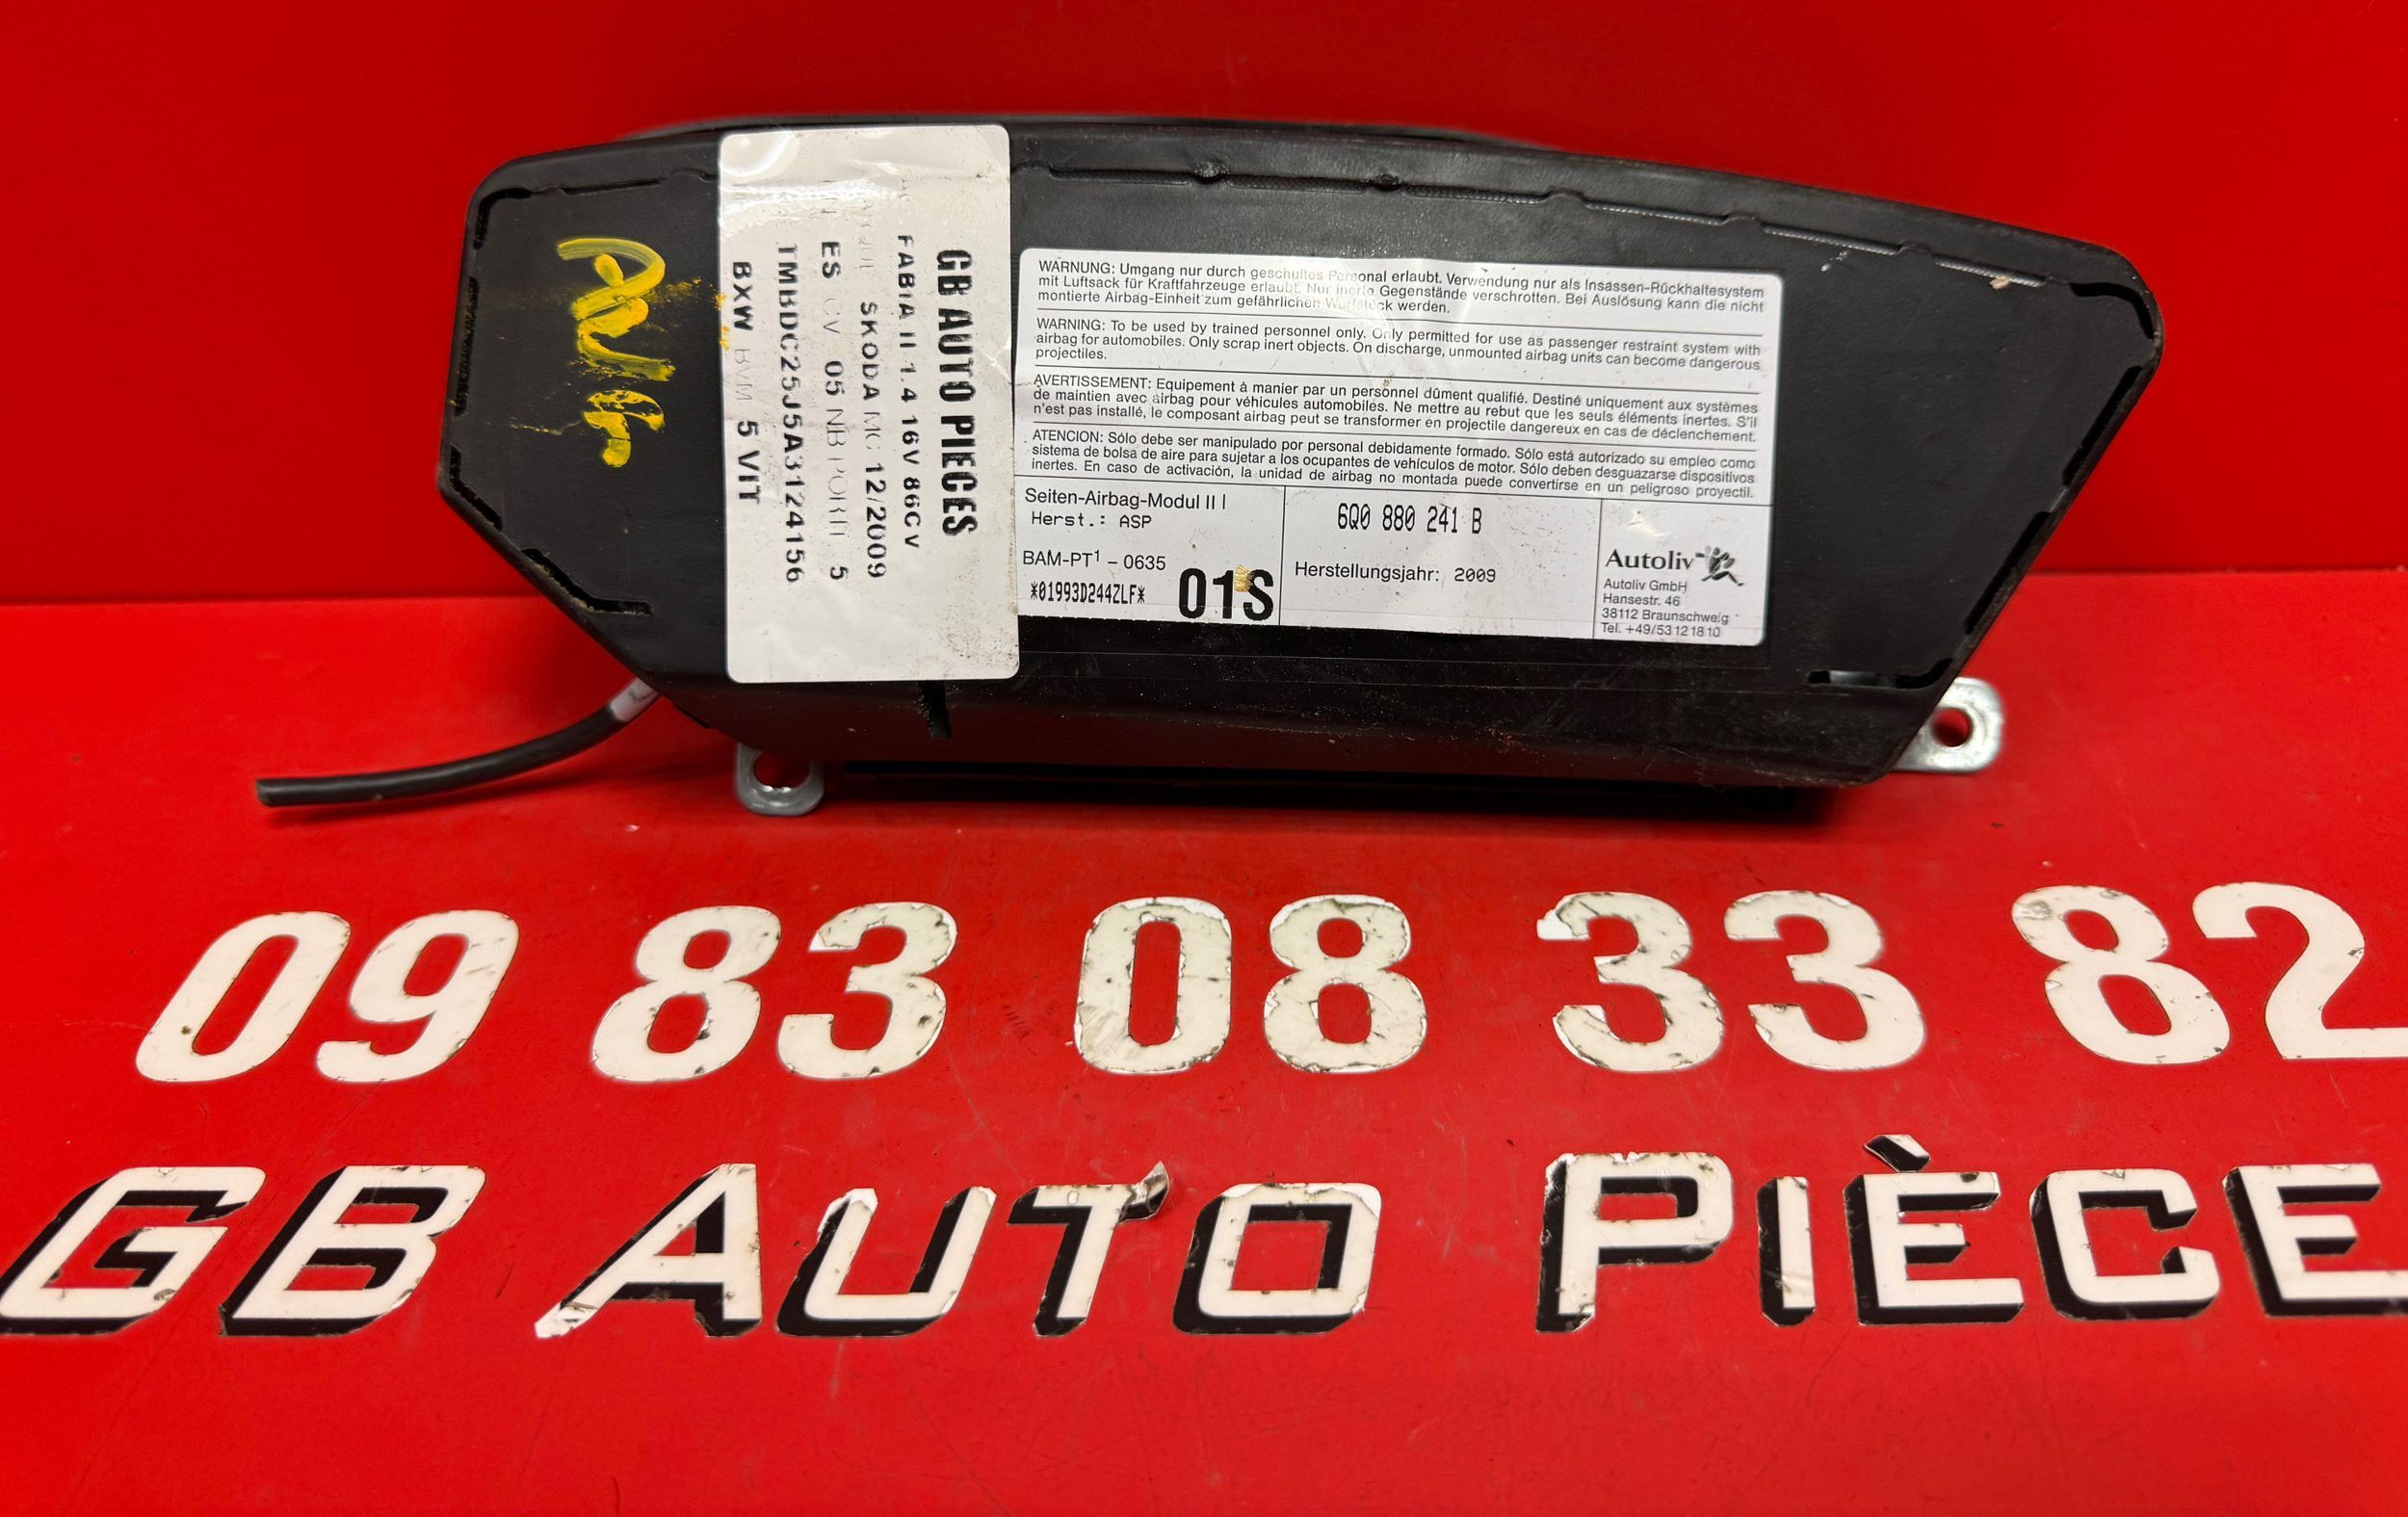 AVG
GB AUTO PIECES
FABIA II 1.4 16V 86CV
SKODA MC 12/2009
ES CV 05 NB PORTE 5
TMBDC25J5A3124156
BXW BVM 5 VIT
WARNUNG: Umgang nur durch geschultes Personal erlaubt. Verwendung nur als Insassen-Rückhaltesystem
mit Luftsack für Kraftfahrzeuge erlaubt. Nur inerte Gegenstände verschrotten. Bei Auslösung kann die nicht
montierte Airbag-Einheit zum gefährlichen Wurfstück werden.
WARNING: To be used by trained personnel only. Only permitted for use as passenger restraint system with
airbag for automobiles. Only scrap inert objects. On discharge, unmounted airbag units can become dangerous
projectiles.
AVERTISSEMENT: Equipement à manier par un personnel dûment qualifié. Destiné uniquement aux systèmes
de maintien avec airbag pour véhicules automobiles. Ne mettre au rebut que les seuls éléments inertes. S'il
n'est pas installé, le composant airbag peut se transformer en projectile dangereux en cas de déclenchement.
ATENCION: Sólo debe ser manipulado por personal debidamente formado. Sólo está autorizado su empleo como
sistema de bolsa de aire para sujetar a los ocupantes de vehículos de motor. Sólo deben desguazarse dispositivos
inertes. En caso de activación, la unidad de airbag no montada puede convertirse en un peligroso proyectil.
Seiten-Airbag-Modul II l
Herst.: ASP
BAM-PT1 – 0635
*01993D244ZLF* 01S
6Q0 880 241 B
Herstellungsjahr: 2009
Autoliv
Autoliv GmbH
Hansestr. 46
38112 Braunschweig
Tel. +49/53121810
09 83 08 33 82
GB AUTO PIÈCE